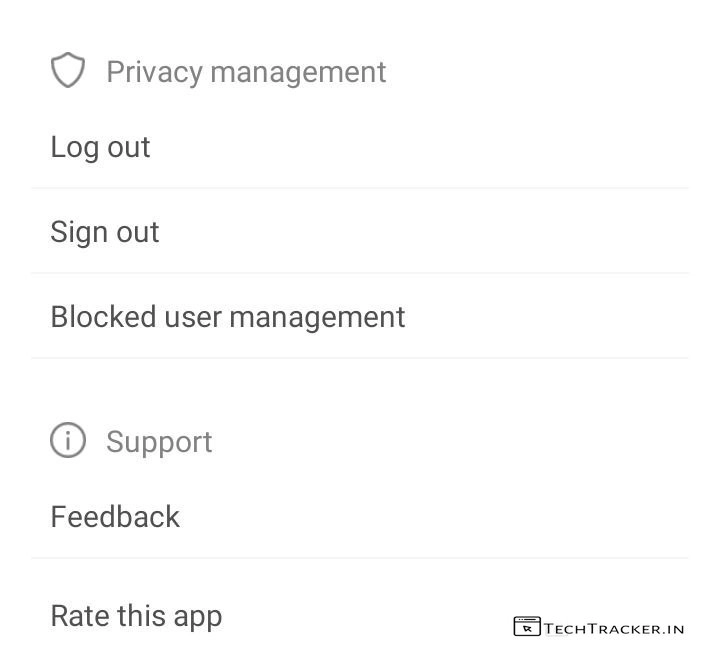 Privacy management
Log out
Sign out
Blocked user management
Support
Feedback
Rate this app
TECHTRACKER.IN